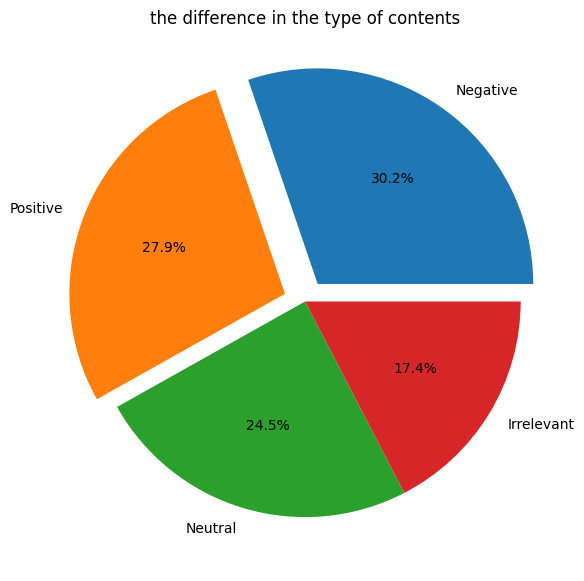 the difference in the type of contents
Negative
30.2%
Positive
27.9%
17.4%
24.5%
Irrelevant
Neutral